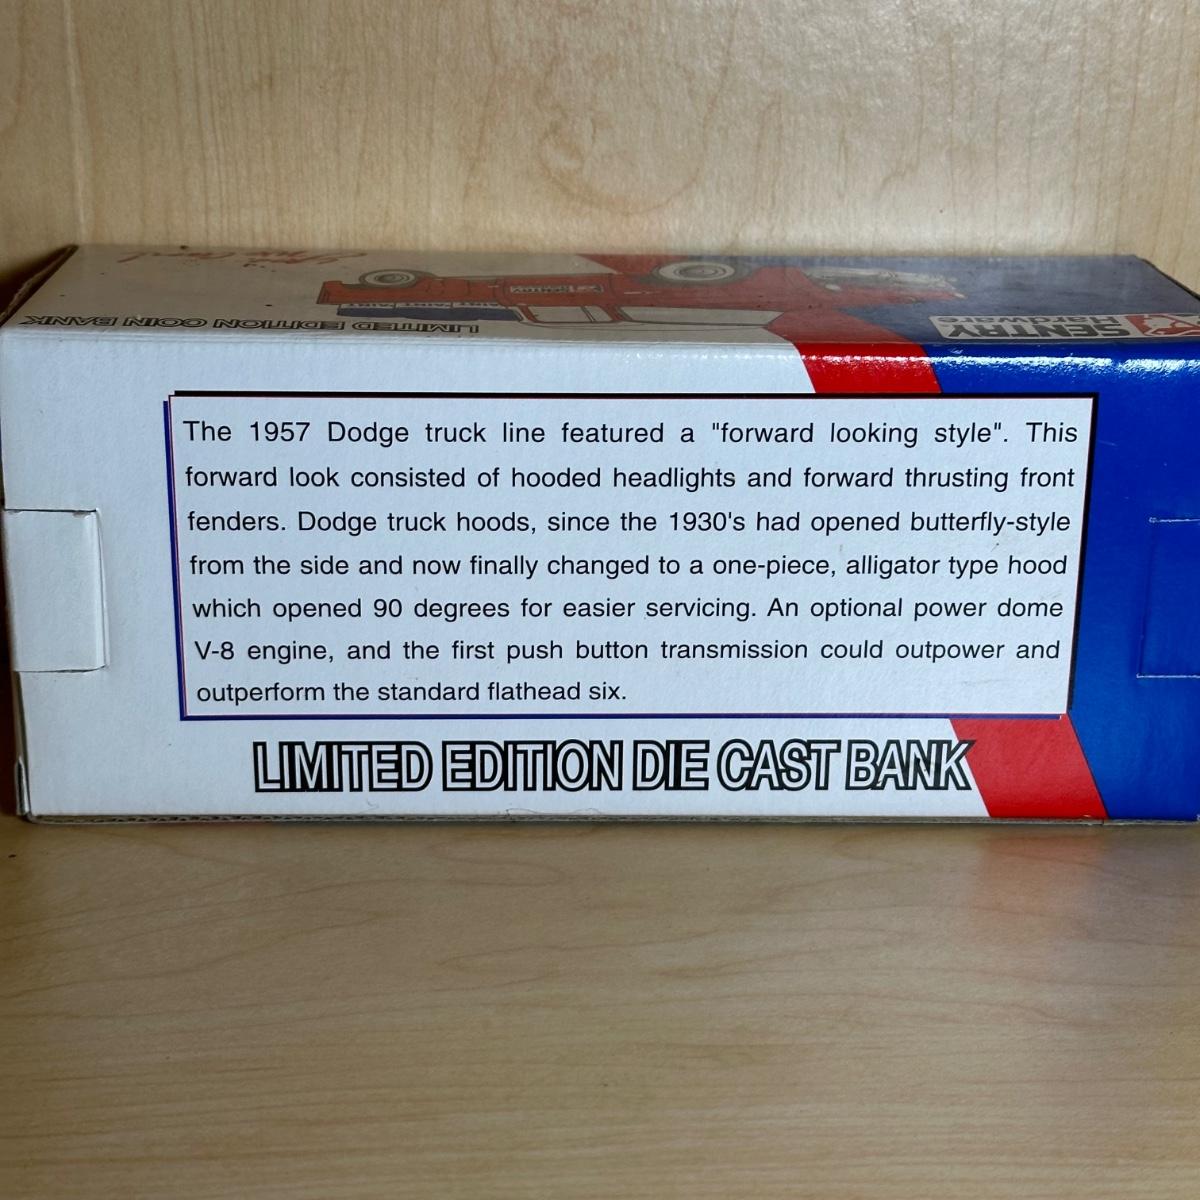 LIMITED EDITION COIN BANK
SENTRY
Hardware
The 1957 Dodge truck line featured a "forward looking style". This
forward look consisted of hooded headlights and forward thrusting front
fenders. Dodge truck hoods, since the 1930's had opened butterfly-style
from the side and now finally changed to a one-piece, alligator type hood
which opened 90 degrees for easier servicing. An optional power dome
V-8 engine, and the first push button transmission could outpower and
outperform the standard flathead six.
LIMITED EDITION DIE CAST BANK